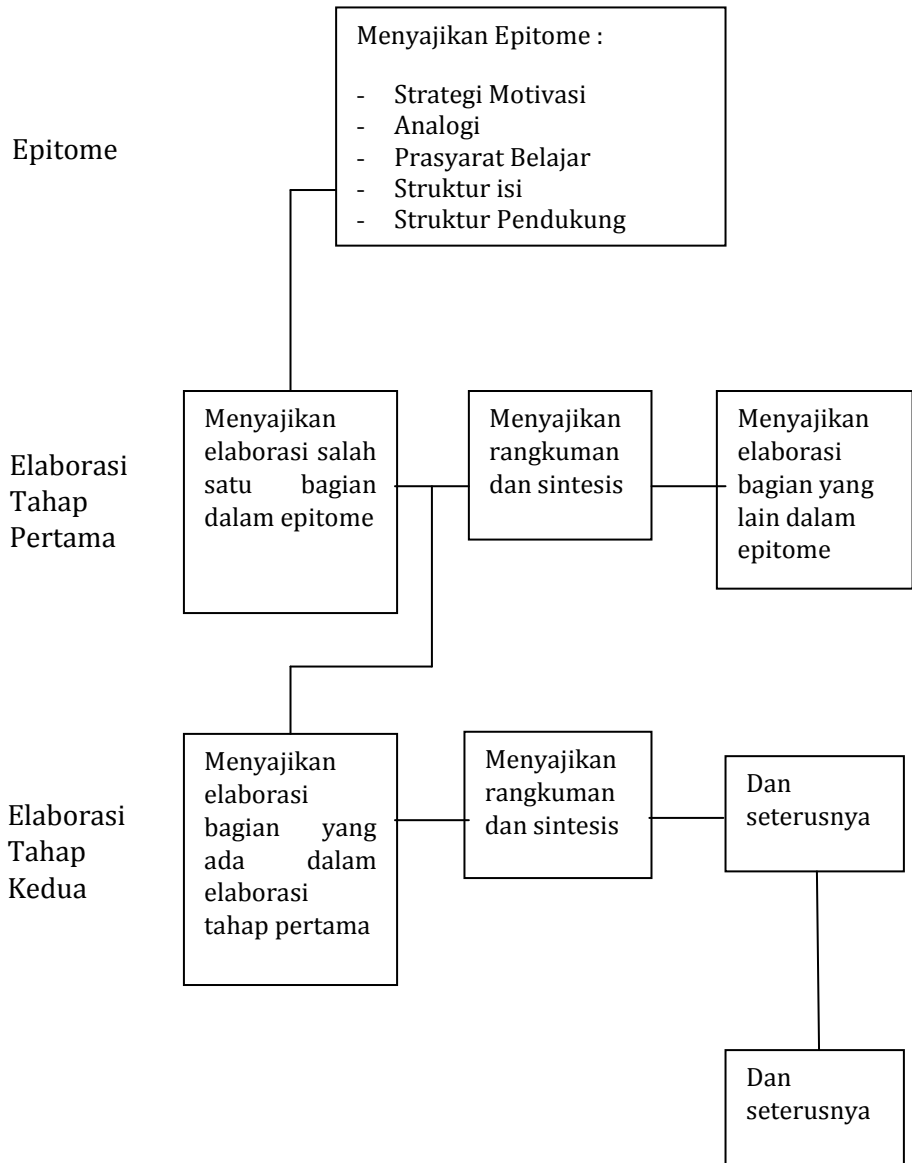 Menyajikan Epitome :
- Strategi Motivasi
- Analogi
- Prasyarat Belajar
- Struktur isi
- Struktur Pendukung
Epitome
Elaborasi
Tahap
Pertama
Menyajikan
elaborasi salah
satu bagian
dalam epitome
Menyajikan
rangkuman
dan sintesis
Menyajikan
elaborasi
bagian yang
lain dalam
epitome
Elaborasi
Tahap
Kedua
Menyajikan
elaborasi
bagian yang
ada dalam
elaborasi
tahap pertama
Menyajikan
rangkuman
dan sintesis
Dan
seterusnya
Dan
seterusnya